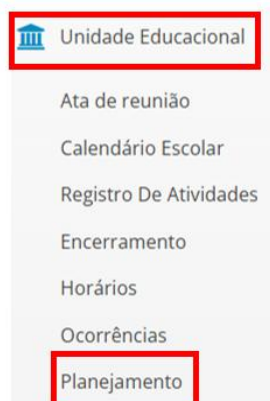 Unidade Educacional
Ata de reunião
Calendário Escolar
Registro De Atividades
Encerramento
Horários
Ocorrências
Planejamento